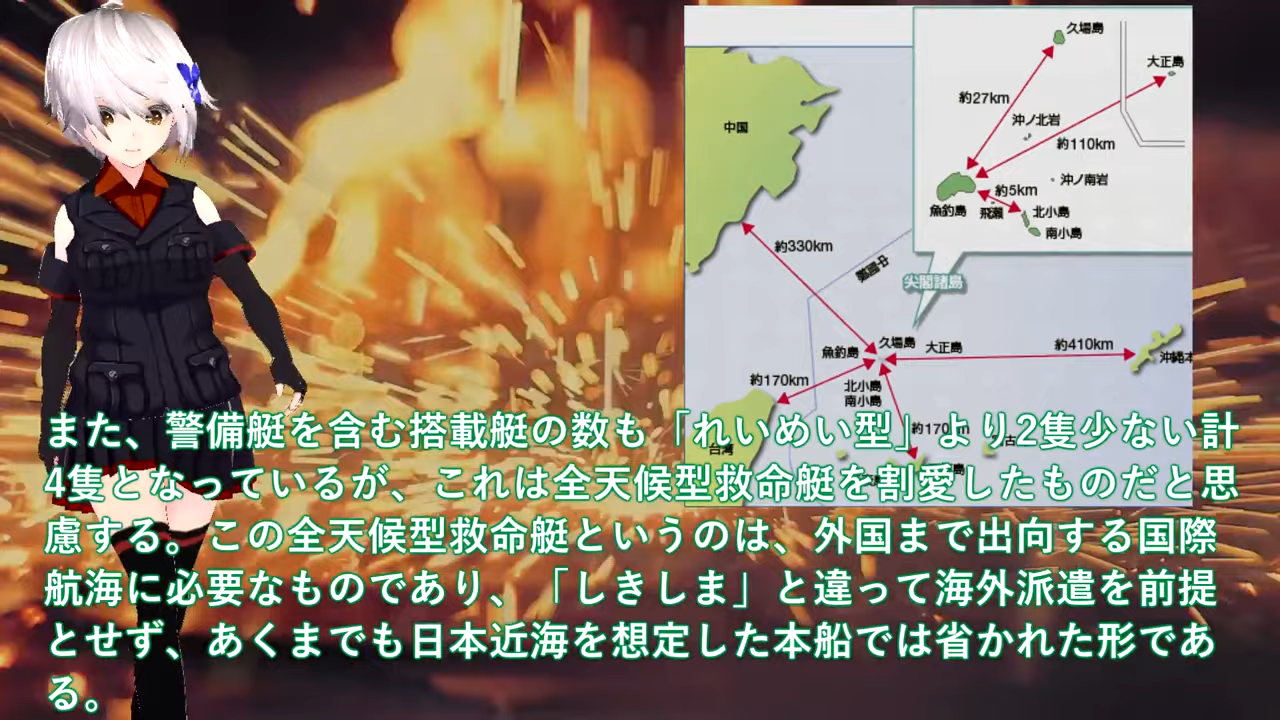 久場島
大正島
約27km
沖ノ北岩
約110km
沖ノ南岩
約5km
魚釣島
飛瀬
北小島
南小島
中国
約330km
尖閣諸島
魚釣島
久場島
大正島
約410km
沖縄本
約170km
北小島
南小島
約170
台湾
また、警備艇を含む搭載艇の数も「れいめい型」より2隻少ない計
4隻となっているが、これは全天候型救命艇を割愛したものだと思
慮する。この全天候型救命艇というのは、外国まで出向する国際
航海に必要なものであり、「しきしま」と違って海外派遣を前提
とせず、あくまでも日本近海を想定した本船では省かれた形であ
る。